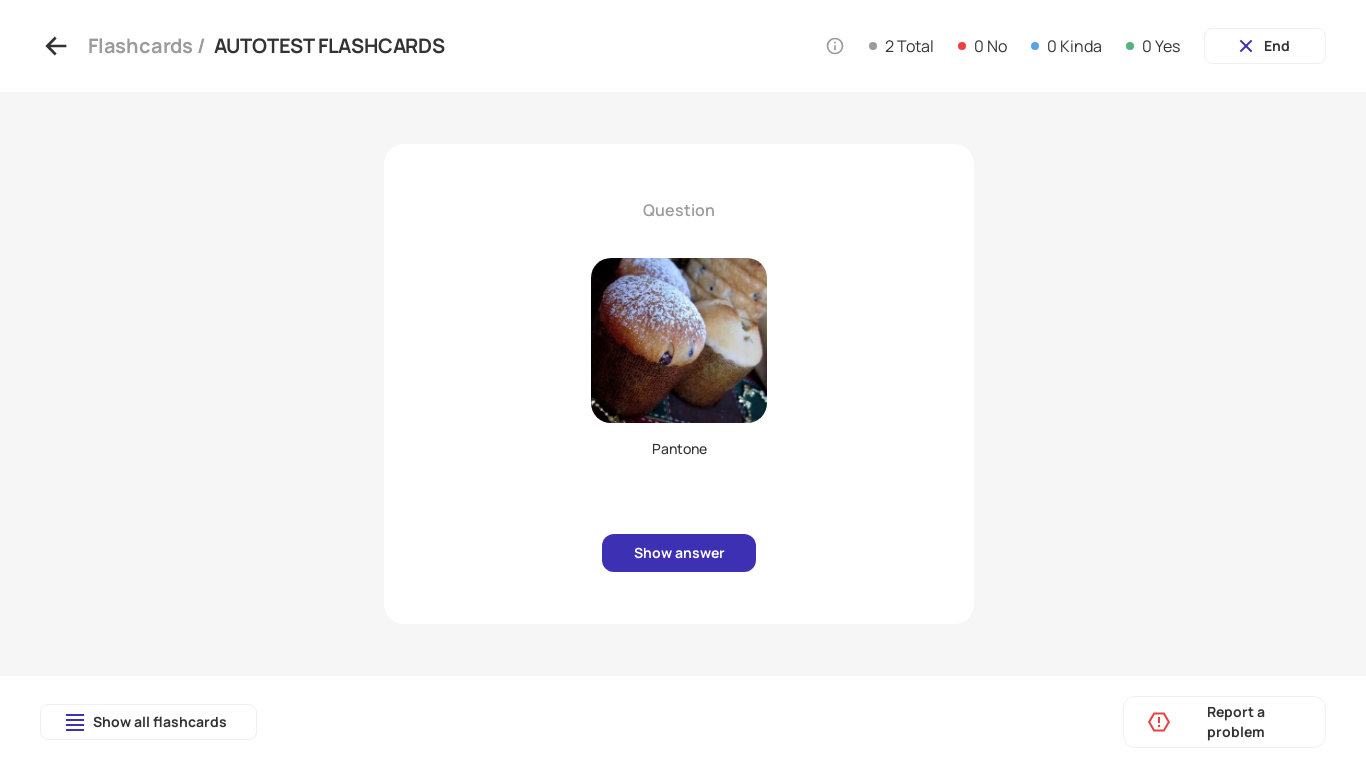 Flashcards / AUTOTEST FLASHCARDS
2 Total
0 No
0 Kinda
0 Yes
End
Question
Pantone
Show answer
Show all flashcards
Report a
problem